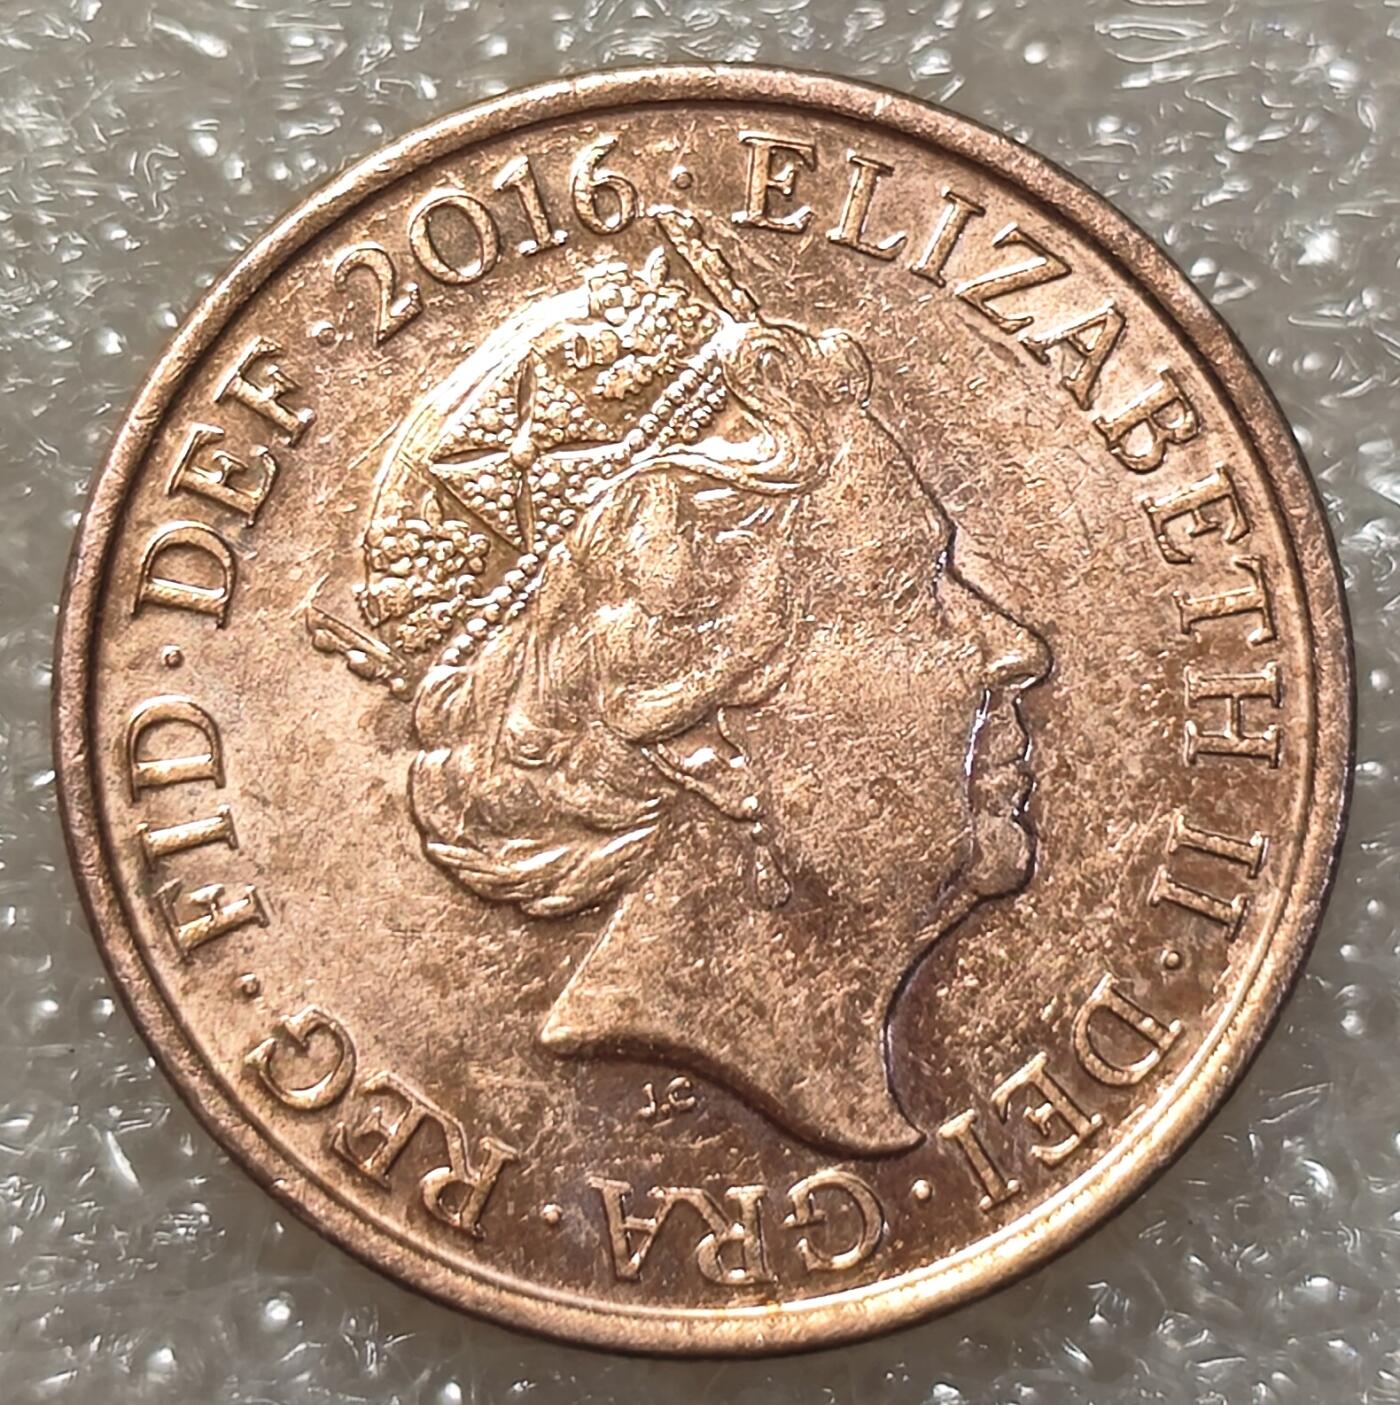 ELIZABETH II · DEI · GRA · REG · FID · DEF · 2016 ·
J.C